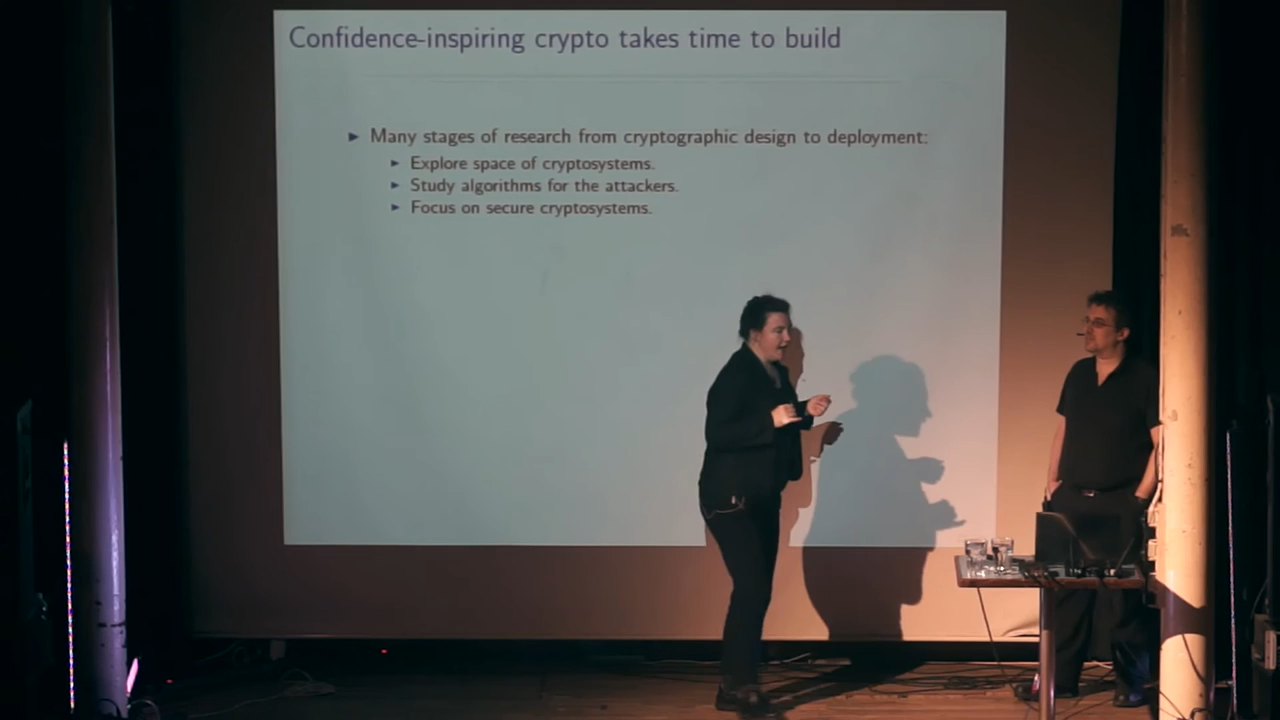 Confidence-inspiring crypto takes time to build
► Many stages of research from cryptographic design to deployment:
► Explore space of cryptosystems.
► Study algorithms for the attackers.
► Focus on secure cryptosystems.